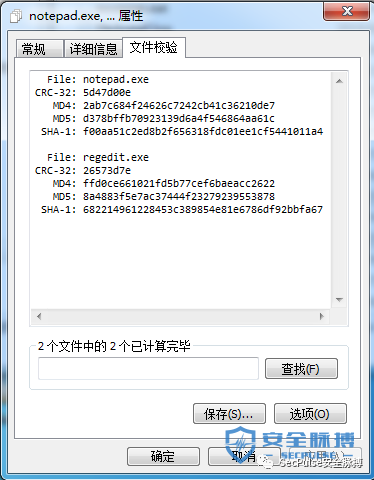 notepad.exe, ... 属性
常规 详细信息 文件校验
File: notepad.exe
CRC-32: 5d47d00e
MD4: 2ab7c684f24626c7242cb41c36210de7
MD5: d378bffb70923139d6a4f546864aa61c
SHA-1: f00aa51c2ed8b2f656318fdc01ee1cf5441011a4
File: regedit.exe
CRC-32: 26573d7e
MD4: ffd0ce661021fd5b77cef6baeacc2622
MD5: 8a4883f5e7ac37444f23279239553878
SHA-1: 682214961228453c389854e81e6786df92bbfa67
2 个文件中的 2 个已计算完毕
查找(F)
保存(S)... 选项(O)
安全脉搏
SECPULSE
确定 取消
SecPulse安全脉搏